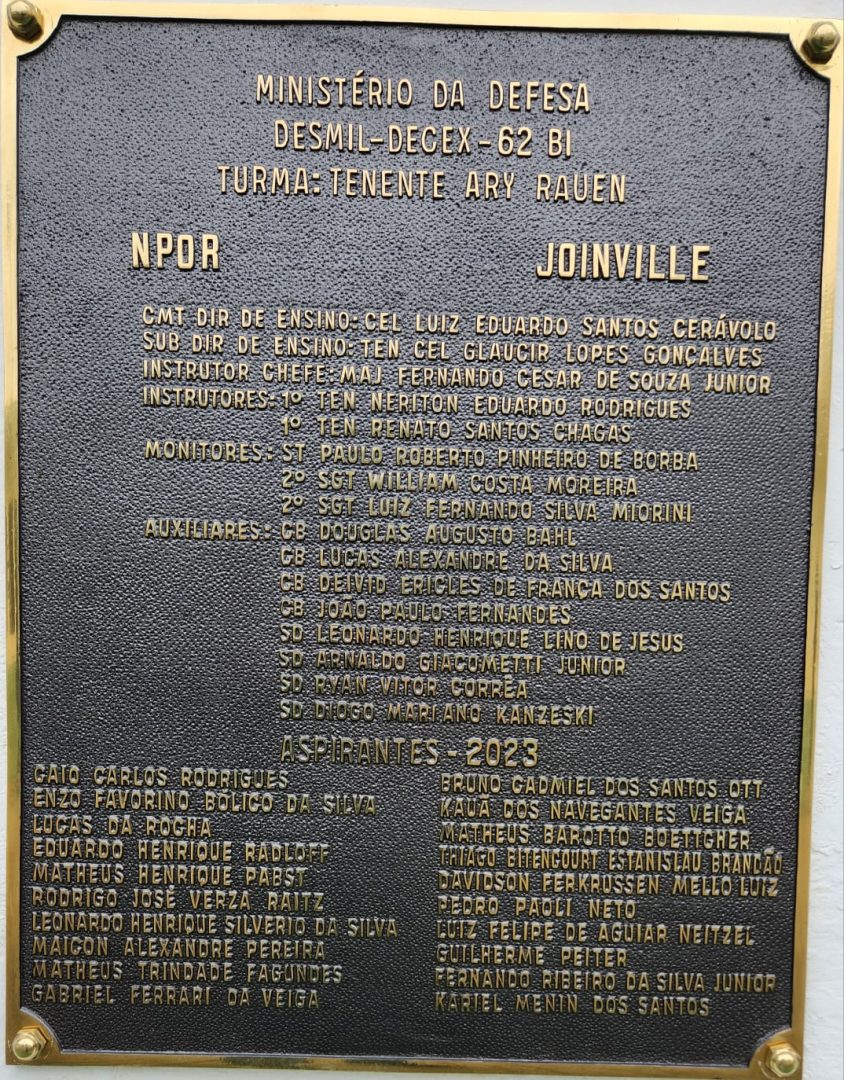 MINISTÉRIO DA DEFESA
DESMIL-DECEX-62 BI
TURMA: TENENTE ARY RAUEN
NPOR JOINVILLE
CMT DIR DE ENSINO: CEL LUIZ EDUARDO SANTOS CERÁVOLO
SUB DIR DE ENSINO: TEN CEL GLAUCIR LOPES GONÇALVES
INSTRUTOR CHEFE: MAJ FERNANDO CESAR DE SOUZA JUNIOR
INSTRUTORES: 1º TEN NERITON EDUARDO RODRIGUES
1º TEN RENATO SANTOS CHAGAS
MONITORES: ST PAULO ROBERTO PINHEIRO DE BORBA
2º SGT WILLIAM COSTA MOREIRA
2º SGT LUIZ FERNANDO SILVA MIORINI
AUXILIARES: CB DOUGLAS AUGUSTO BAHL
CB LUCAS ALEXANDRE DA SILVA
CB DEIVID ERICLES DE FRANÇA DOS SANTOS
CB JOÃO PAULO FERNANDES
SD LEONARDO HENRIQUE LINO DE JESUS
SD ARNALDO GIACOMETTI JUNIOR
SD RYAN VITOR CORRÊA
SD DIOGO MARIANO KANZESKI
ASPIRANTES - 2023
CAIO CARLOS RODRIGUES
ENZO FAVORINO BOLICO DA SILVA
LUCAS DA ROCHA
EDUARDO HENRIQUE RADLOFF
MATHEUS HENRIQUE PABST
RODRIGO JOSÉ VERZA RAITZ
LEONARDO HENRIQUE SILVERIO DA SILVA
MAICON ALEXANDRE PEREIRA
MATHEUS TRINDADE FAGUNDES
GABRIEL FERRARI DA VEIGA
BRUNO GADMIEL DOS SANTOS OTT
KAUÃ DOS NAVEGANTES VEIGA
MATHEUS BAROTTO BOETTGHER
THIAGO BITENCOURT ESTANISLAU BRANDÃO
DAVIDSON FERKRUSSEN MELLO LUIZ
PEDRO PAOLI NETO
LUIZ FELIPE DE AGUIAR NEITZEL
GUILHERME PEITER
FERNANDO RIBEIRO DA SILVA JUNIOR
KARIEL MENIN DOS SANTOS